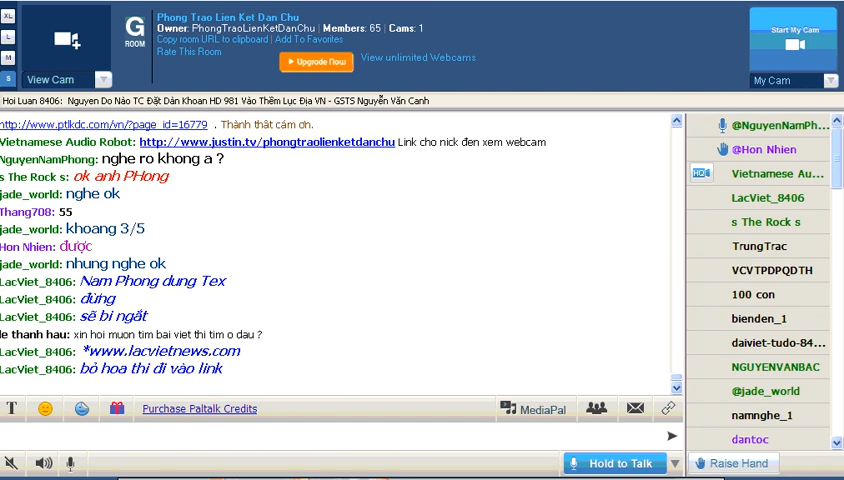 XL
L
M
S
View Cam
G
ROOM
Phong Trao Lien Ket Dan Chu
Owner: PhongTraoLienKetDanChu | Members: 65 | Cams: 1
Copy room URL to clipboard | Add To Favorites
Rate This Room
Upgrade Now
View unlimited Webcams
Start My Cam
My Cam
Hoi Luan 8406: Nguyen Do Nào TC Đặt Dàn Khoan HD 981 Vào Thềm Lục Địa VN - GSTS Nguyễn Văn Canh
http://www.ptlkdc.com/vn/?page_id=16779 . Thành thât cám ơn.
Vietnamese Audio Robot: http://www.justin.tv/phongtraolienketdanchu Link cho nick đen xem webcam
NguyenNamPhong: nghe ro khong a ?
s The Rock s: ok anh PHong
jade_world: nghe ok
Thang708: 55
jade_world: khoang 3/5
Hon Nhien: được
jade_world: nhung nghe ok
LacViet_8406: Nam Phong dung Tex
LacViet_8406: đừng
LacViet_8406: sẽ bi ngắt
le thanh hau: xin hoi muon tim bai viet thi tim o dau ?
LacViet_8406: *www.lacvietnews.com
LacViet_8406: bỏ hoa thi đi vào link
@NguyenNamPh...
@Hon Nhien
HQ
Vietnamese Au...
LacViet_8406
s The Rock s
TrungTrac
VCVTPDPQDTH
100 con
bienden_1
daiviet-tudo-84...
NGUYENVANBAC
@jade_world
namnghe_1
dantoc
T
Purchase Paltalk Credits
MediaPal
Hold to Talk
Raise Hand